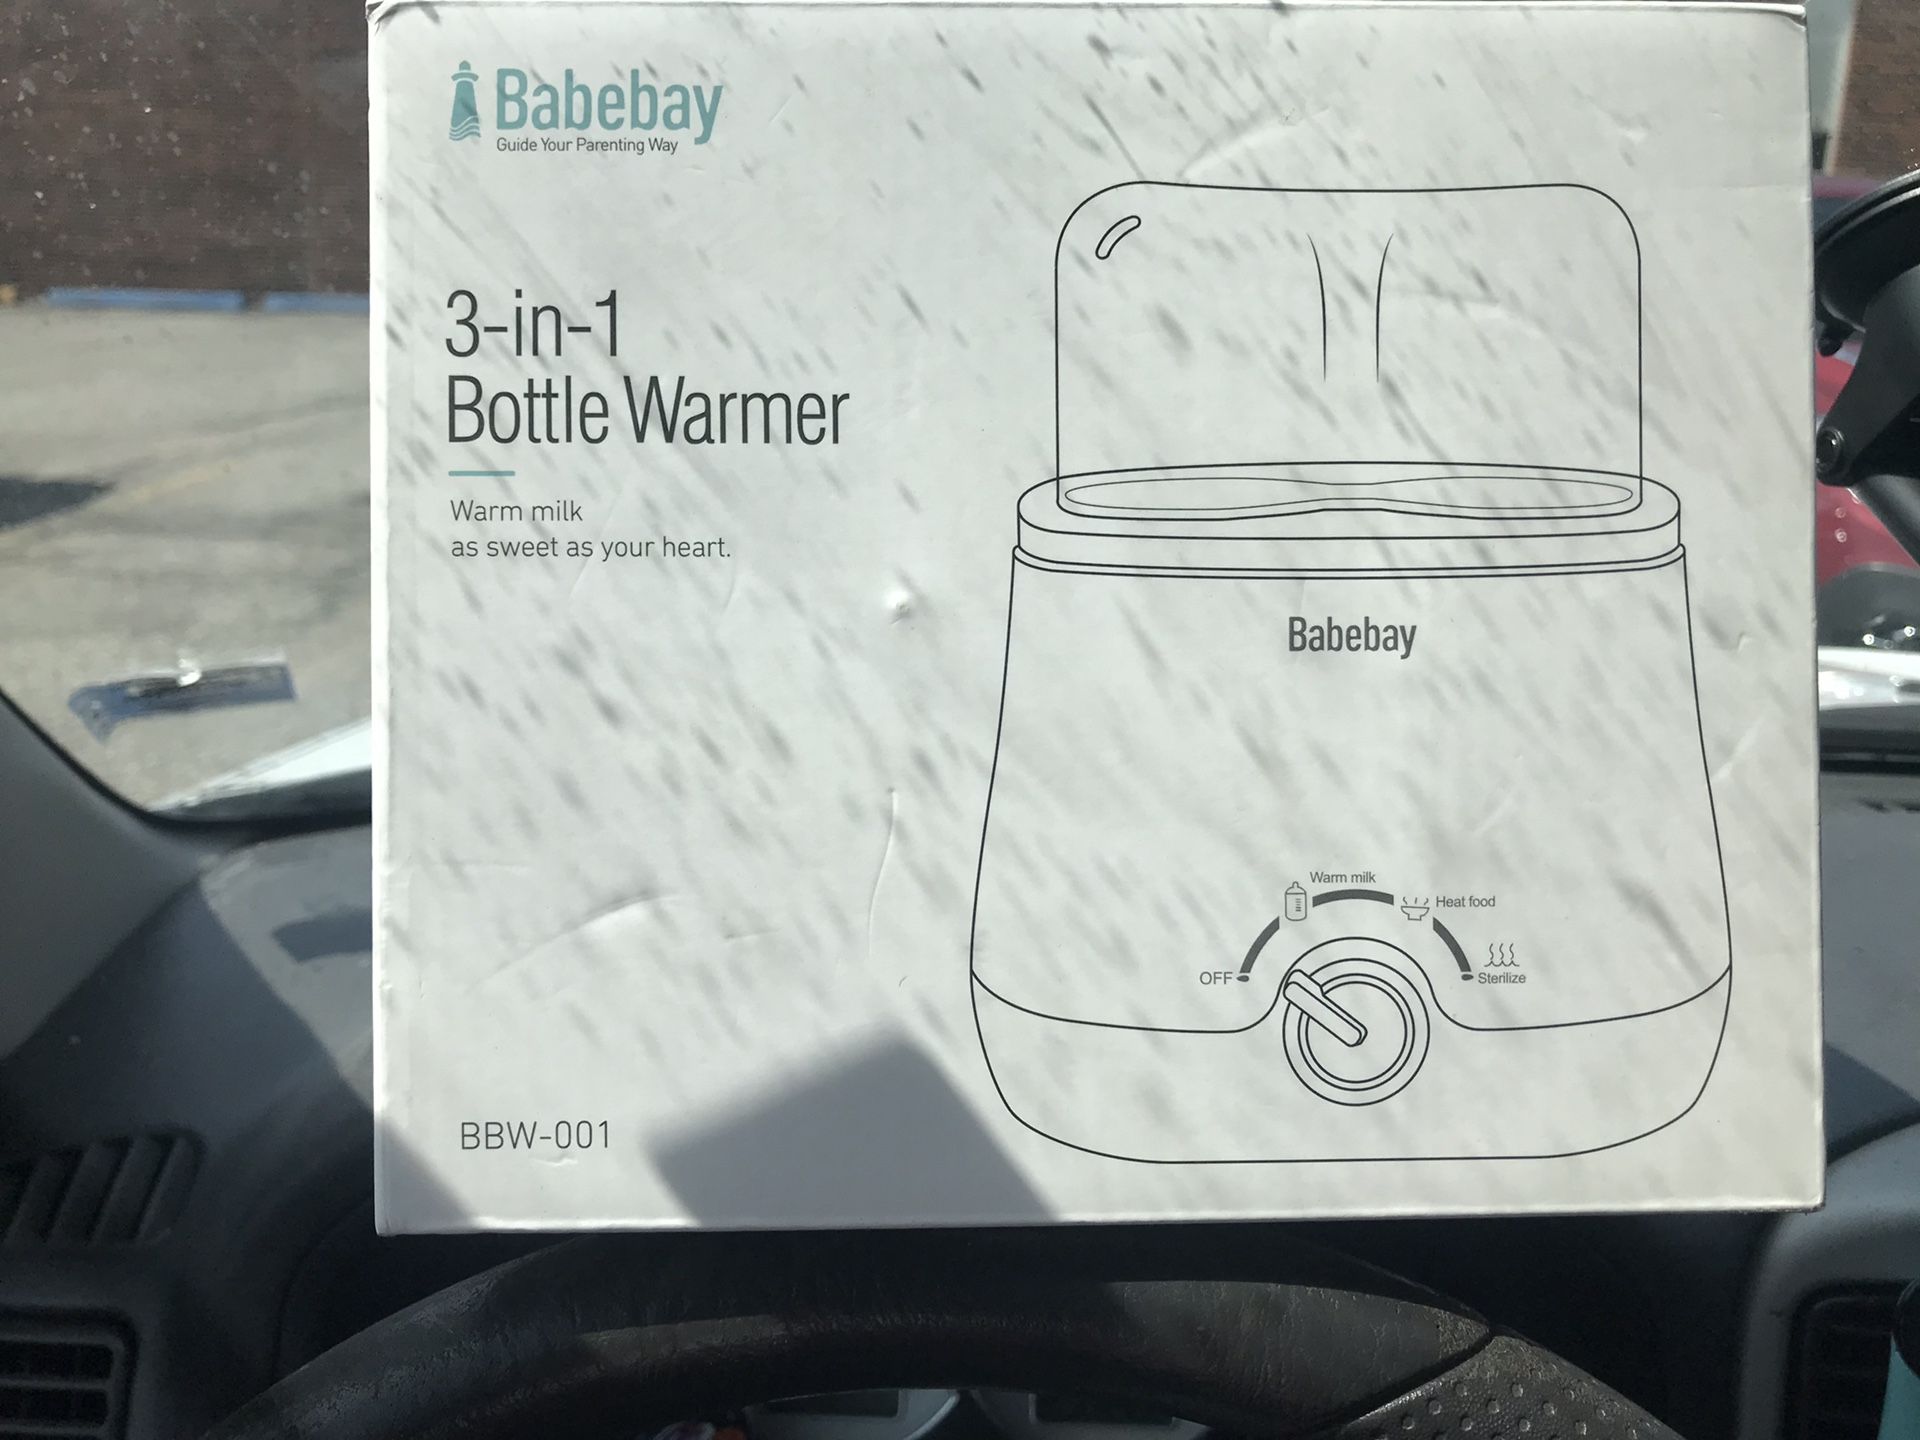 Babebay
Guide Your Parenting Way
3-in-1
Bottle Warmer
Warm milk
as sweet as your heart.
Babebay
Warm milk
Heat food
OFF
Sterilize
BBW-001